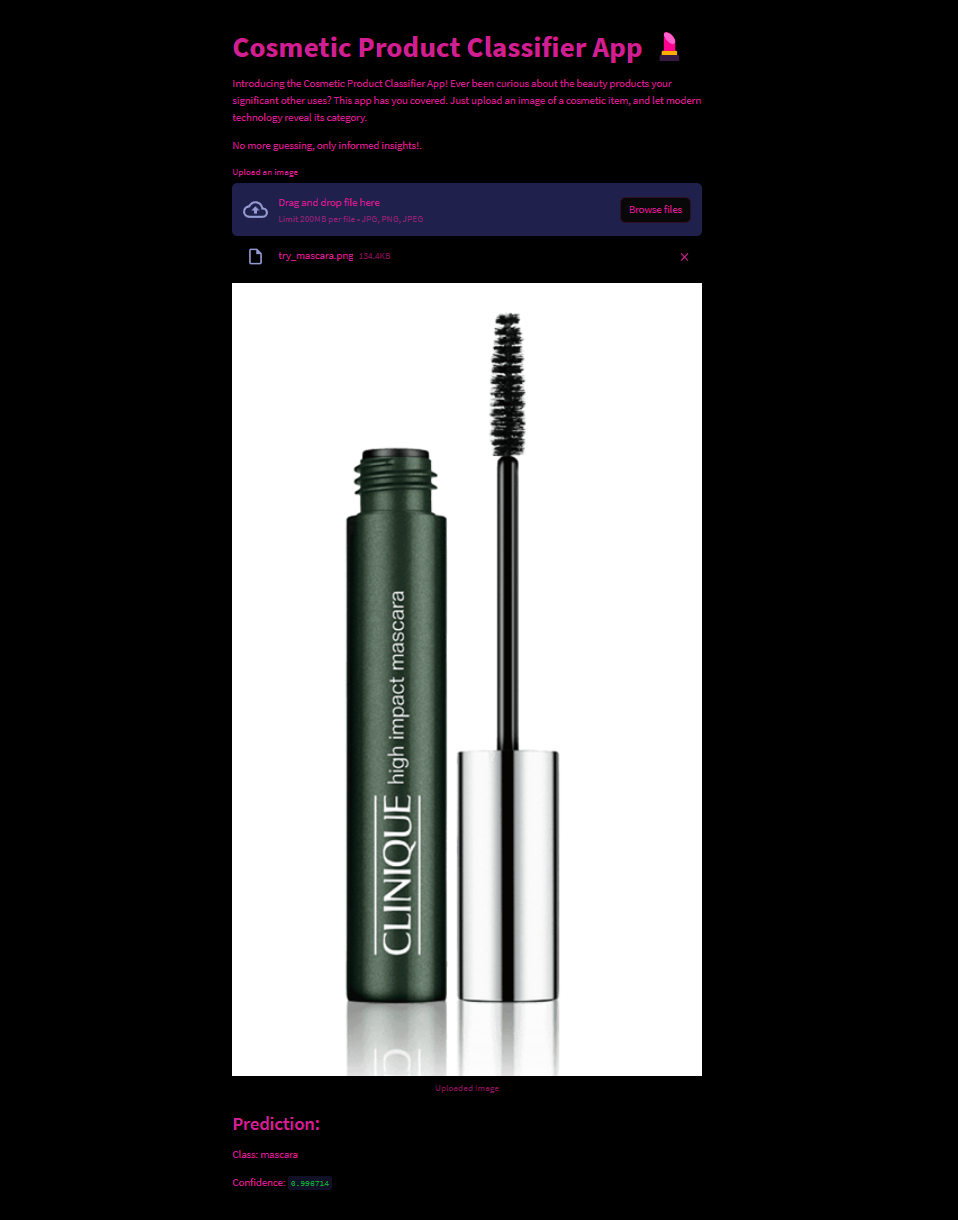 Cosmetic Product Classifier App 💄
Introducing the Cosmetic Product Classifier App! Ever been curious about the beauty products your
significant other uses? This app has you covered. Just upload an image of a cosmetic item, and let modern
technology reveal its category.
No more guessing, only informed insights!.
Upload an image
Drag and drop file here
Limit 200MB per file • JPG, PNG, JPEG
Browse files
try_mascara.png 134.4KB
CLINIQUE high impact mascara
Uploaded Image
Prediction:
Class: mascara
Confidence: 0.996714